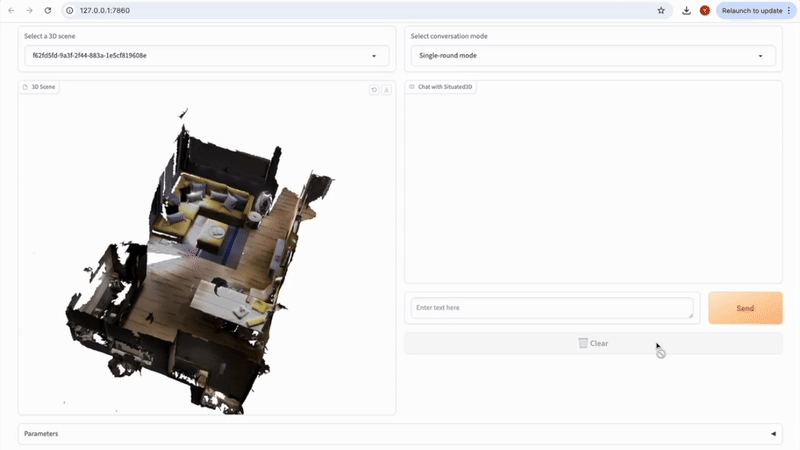 127.0.0.1:7860
Relaunch to update
Select a 3D scene
f62fd5fd-9a3f-2f44-883a-1e5cf819608e
Select conversation mode
Single-round mode
3D Scene
Chat with Situated3D
Enter text here
Send
Clear
Parameters